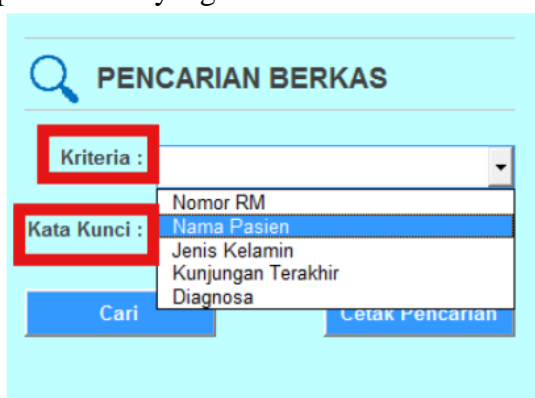 PENCARIAN BERKAS
Kriteria :
Nomor RM
Nama Pasien
Kata Kunci :
Jenis Kelamin
Kunjungan Terakhir
Diagnosa
Cari
Cetak Pencarian